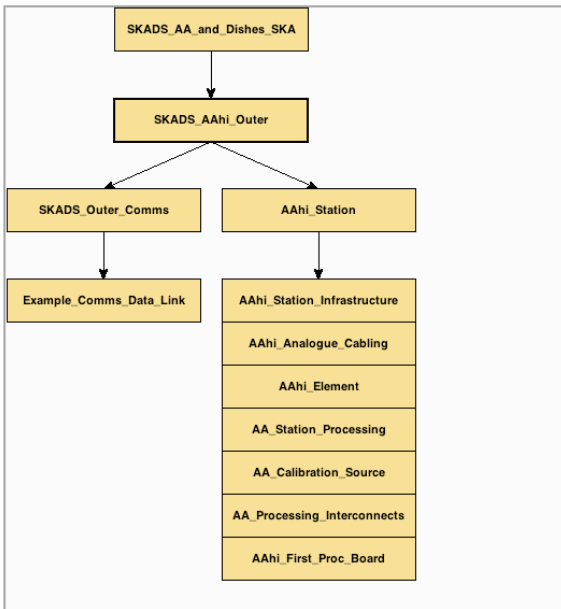 SKADS_AA_and_Dishes_SKA
SKADS_AAhi_Outer
SKADS_Outer_Comms
AAhi_Station
Example_Comms_Data_Link
AAhi_Station_Infrastructure
AAhi_Analogue_Cabling
AAhi_Element
AA_Station_Processing
AA_Calibration_Source
AA_Processing_Interconnects
AAhi_First_Proc_Board